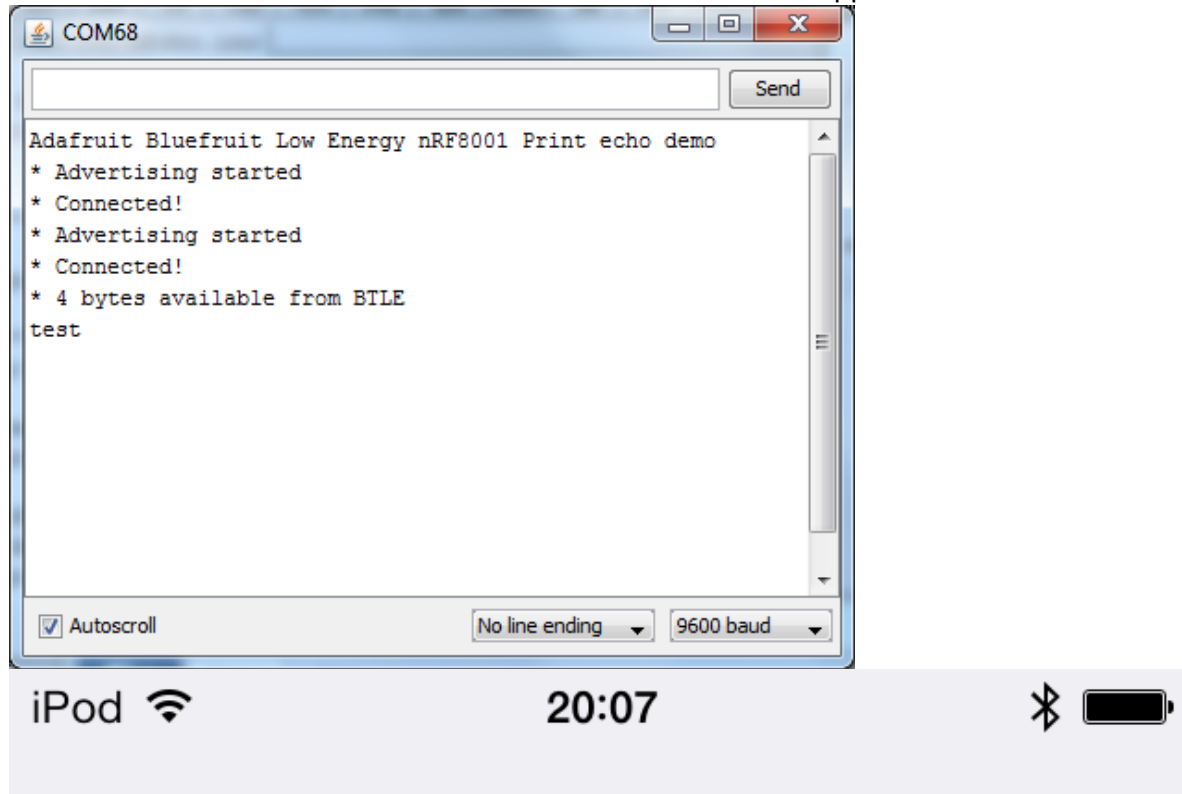 COM68
Send
Adafruit Bluefruit Low Energy nRF8001 Print echo demo
* Advertising started
* Connected!
* Advertising started
* Connected!
* 4 bytes available from BTLE
test
Autoscroll No line ending 9600 baud
iPod 20:07